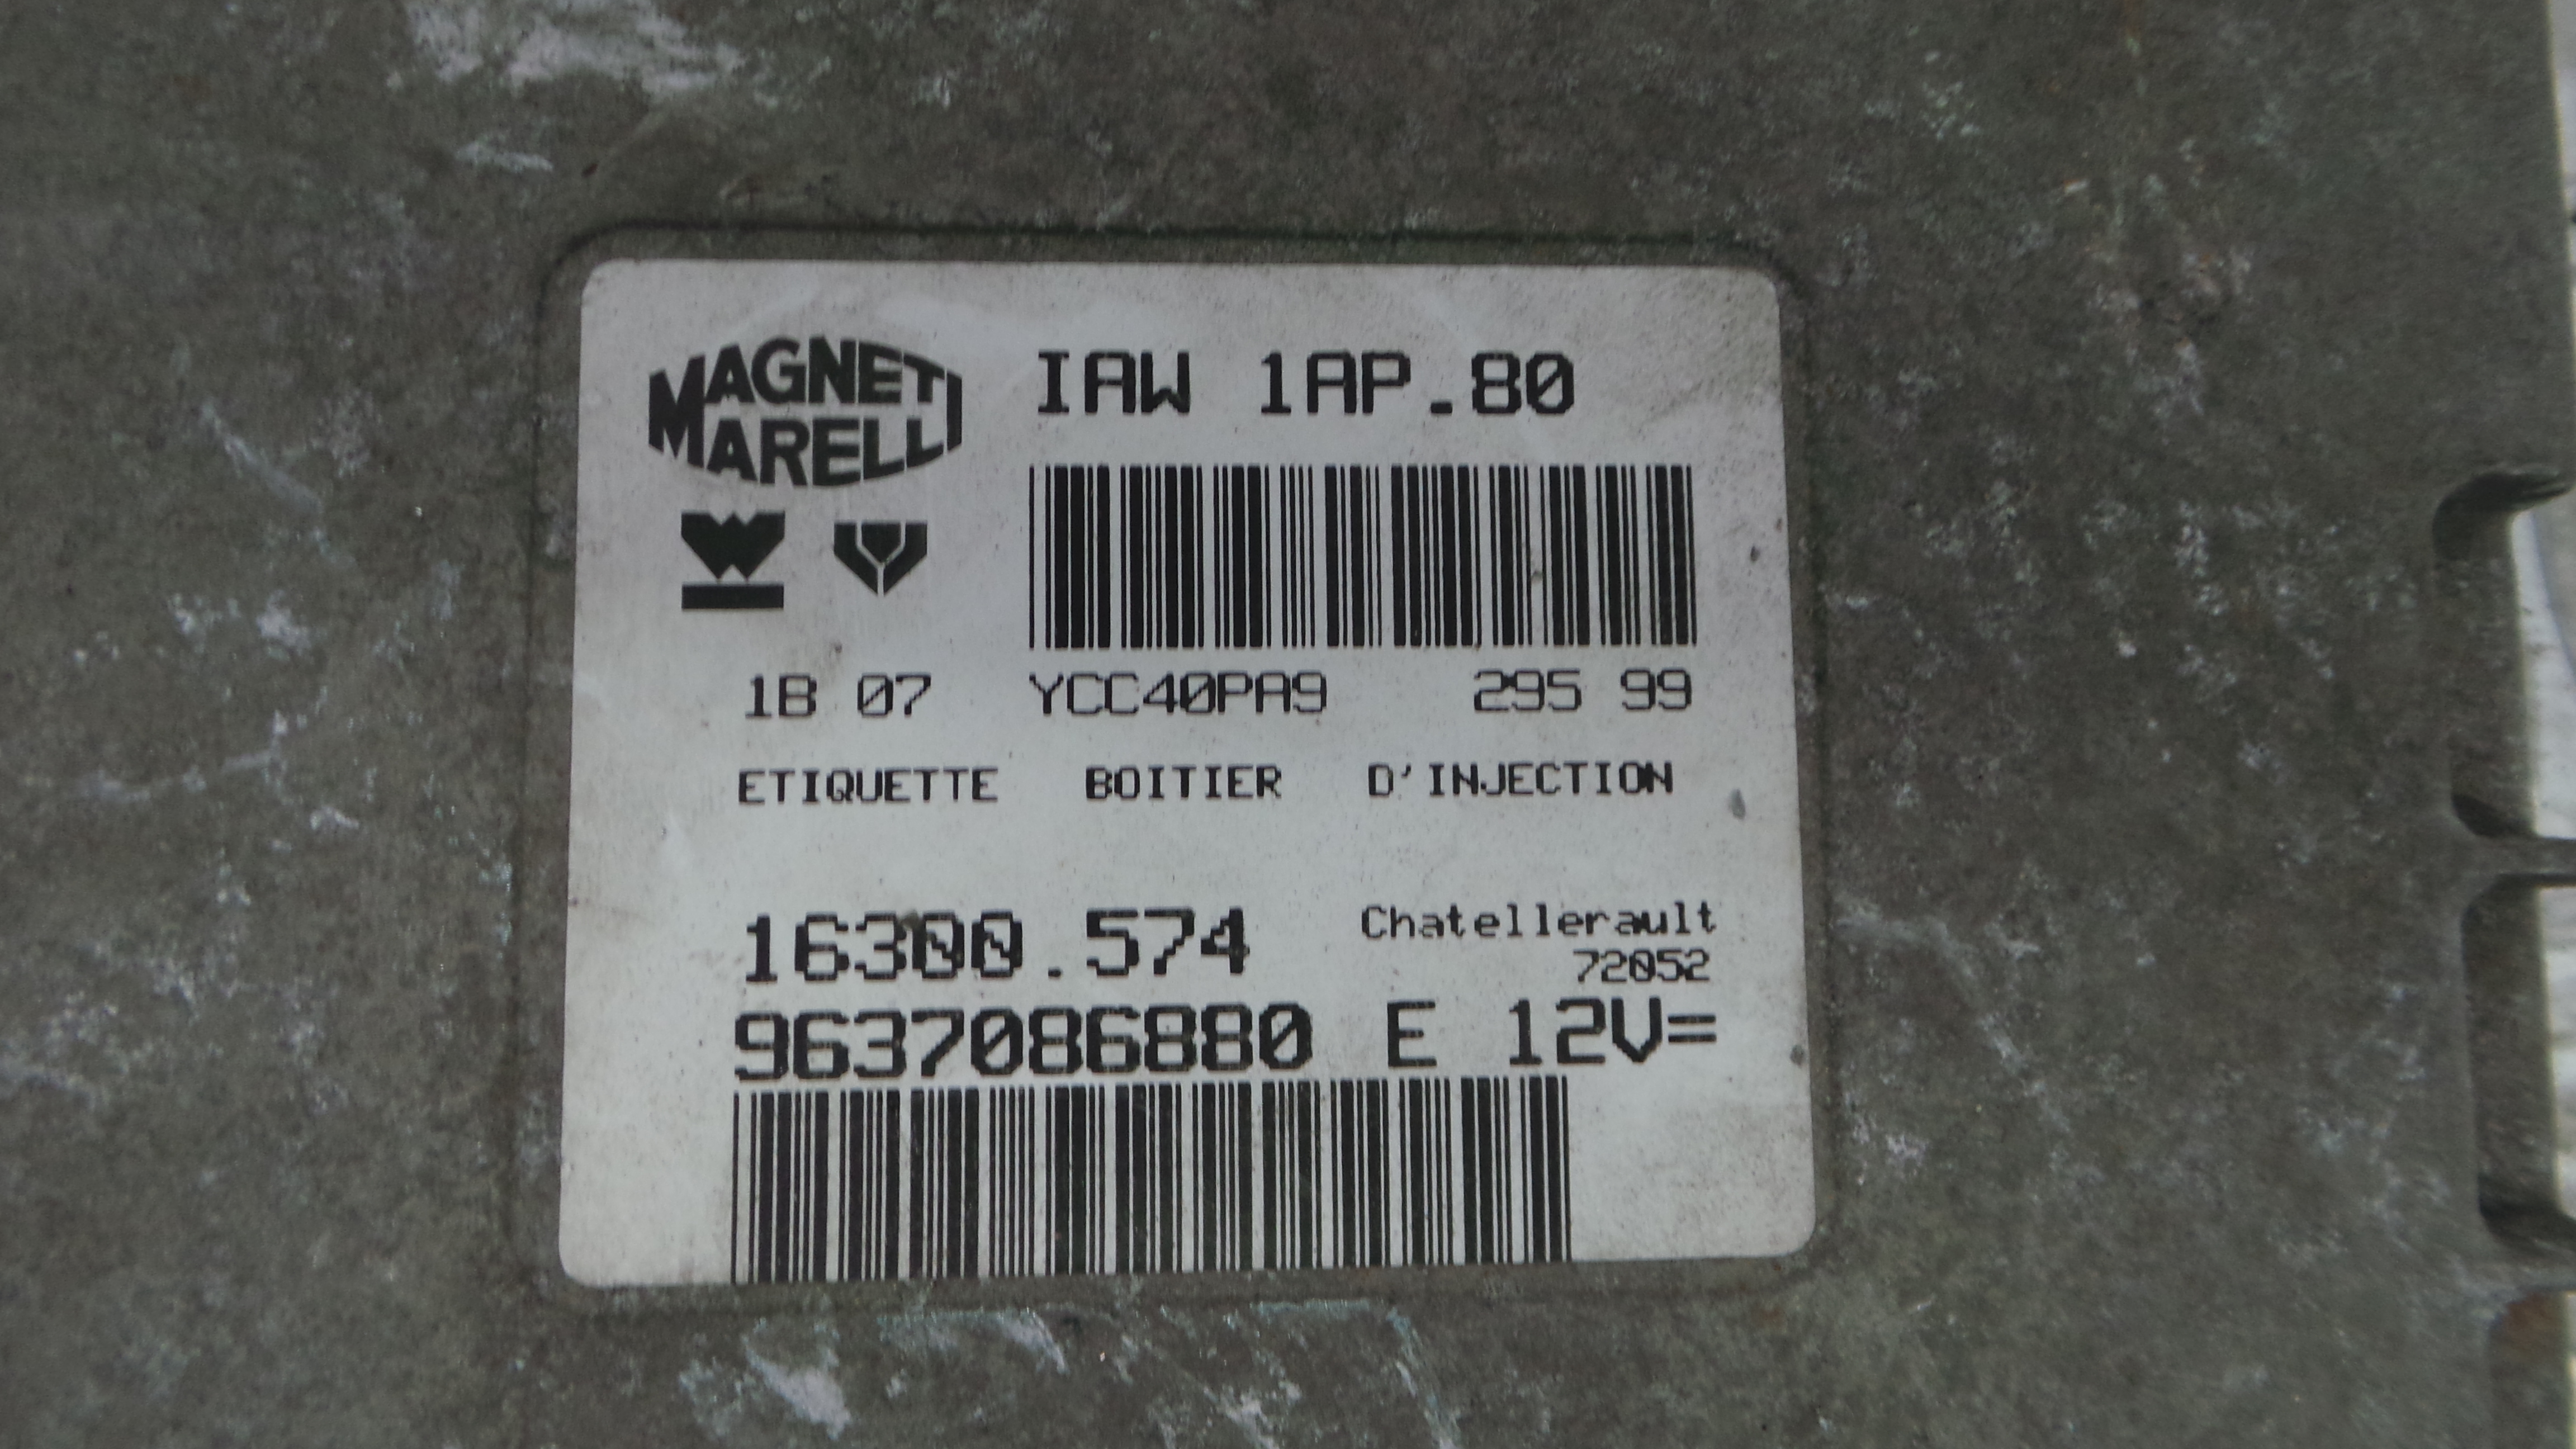 MAGNETI
MARELLI
IAW 1AP.80
1B 07 YCC40PA9 295 99
ETIQUETTE BOITIER D'INJECTION
16300.574 Chatellerault
72052
9637086880 E 12V=